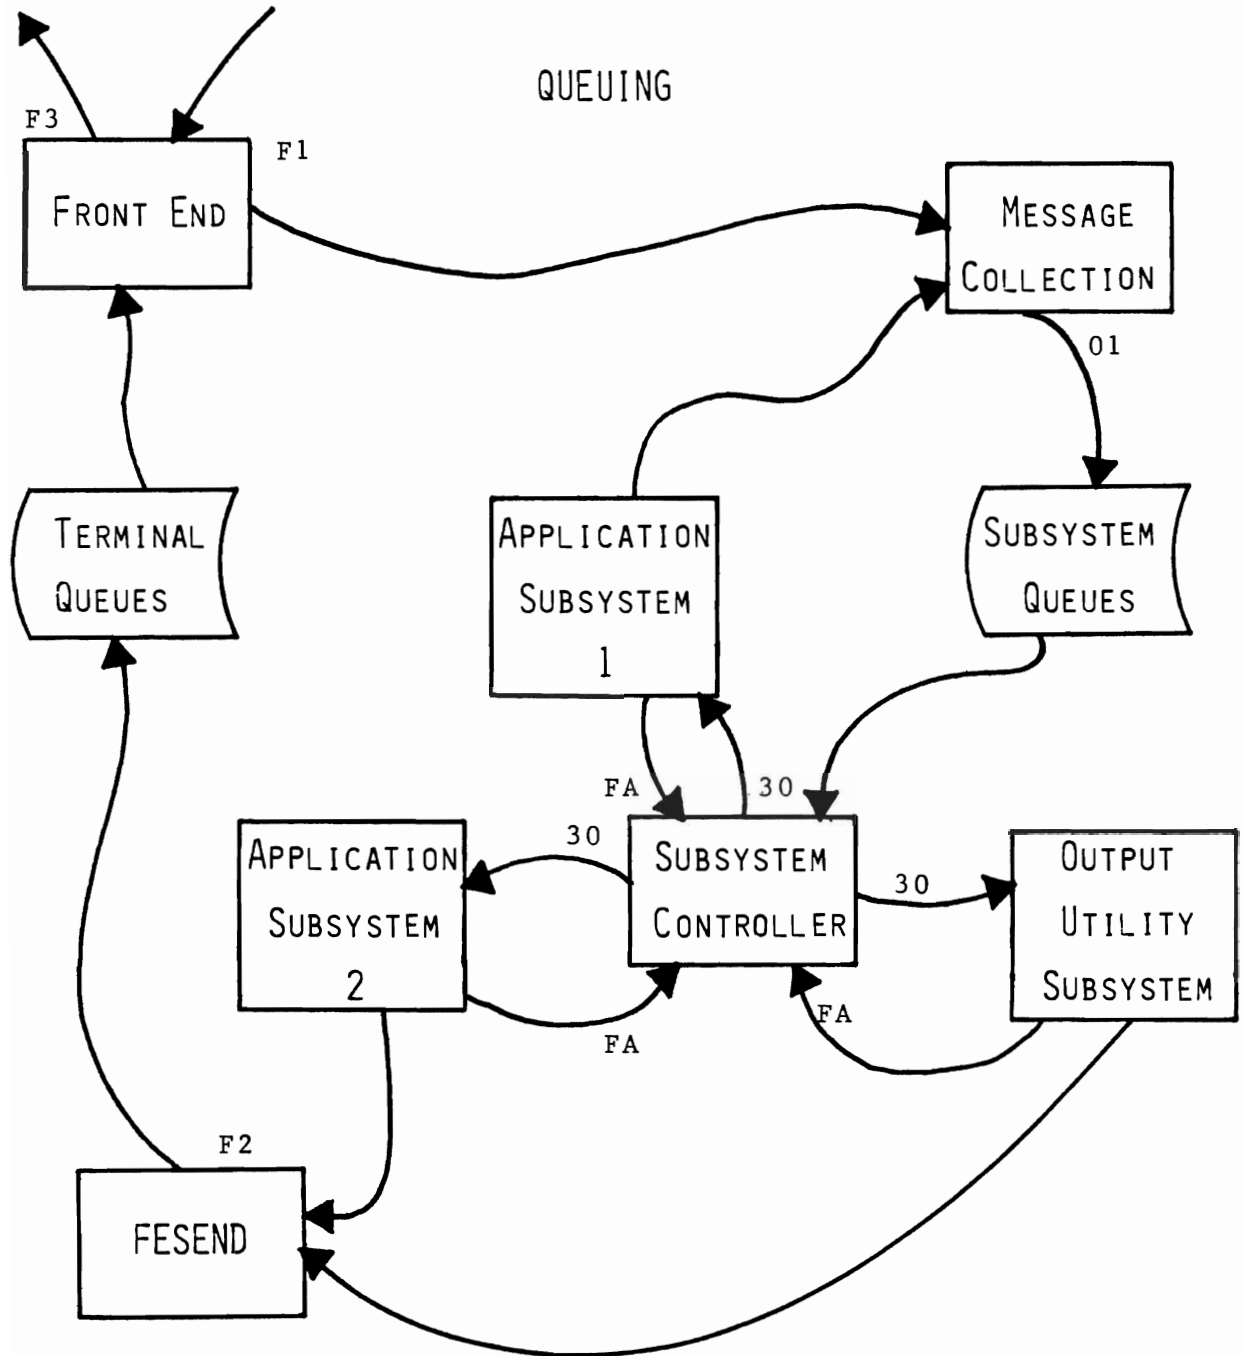 QUEUING
F3
F1
FRONT END
MESSAGE
COLLECTION
01
TERMINAL
QUEUES
APPLICATION
SUBSYSTEM
1
SUBSYSTEM
QUEUES
FA
30
APPLICATION
SUBSYSTEM
2
30
SUBSYSTEM
CONTROLLER
30
OUTPUT
UTILITY
SUBSYSTEM
FA
FA
F2
FESEND